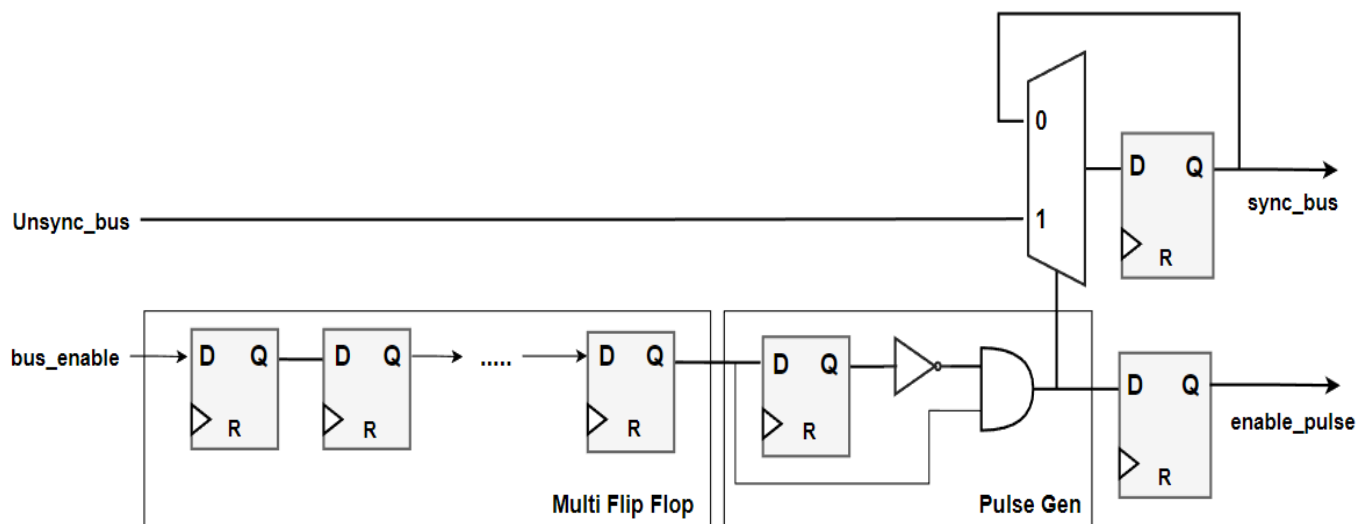 0
D Q
sync_bus
Unsync_bus
1
R
bus_enable
D Q
D Q
.....
D Q
D Q
D Q
enable_pulse
R
R
R
R
R
Multi Flip Flop
Pulse Gen